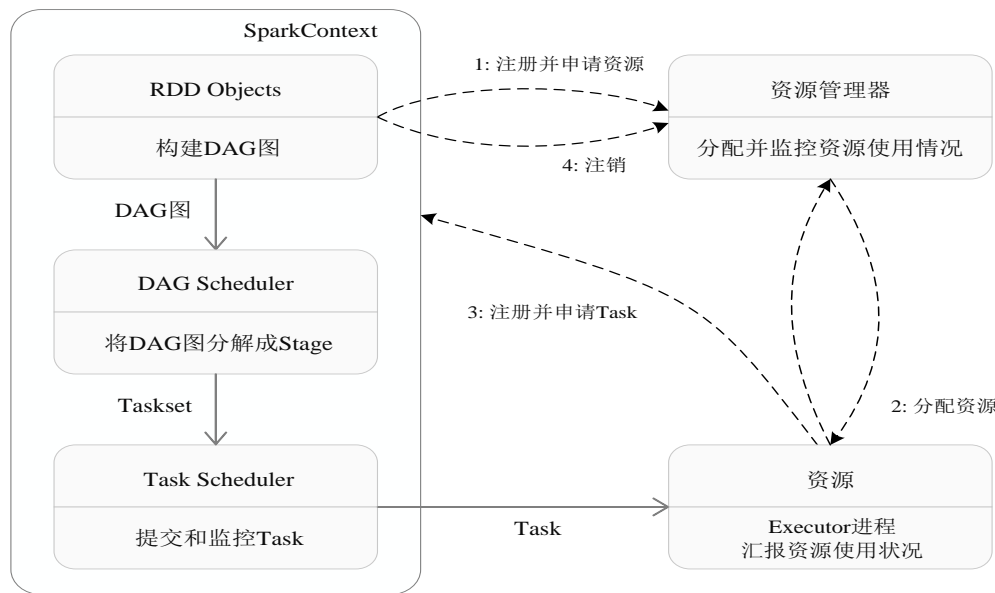 SparkContext
RDD Objects
构建DAG图
1: 注册并申请资源
4: 注销
资源管理器
分配并监控资源使用情况
DAG图
DAG Scheduler
将DAG图分解成Stage
3: 注册并申请Task
2: 分配资源
Taskset
Task Scheduler
提交和监控Task
Task
资源
Executor进程
汇报资源使用状况